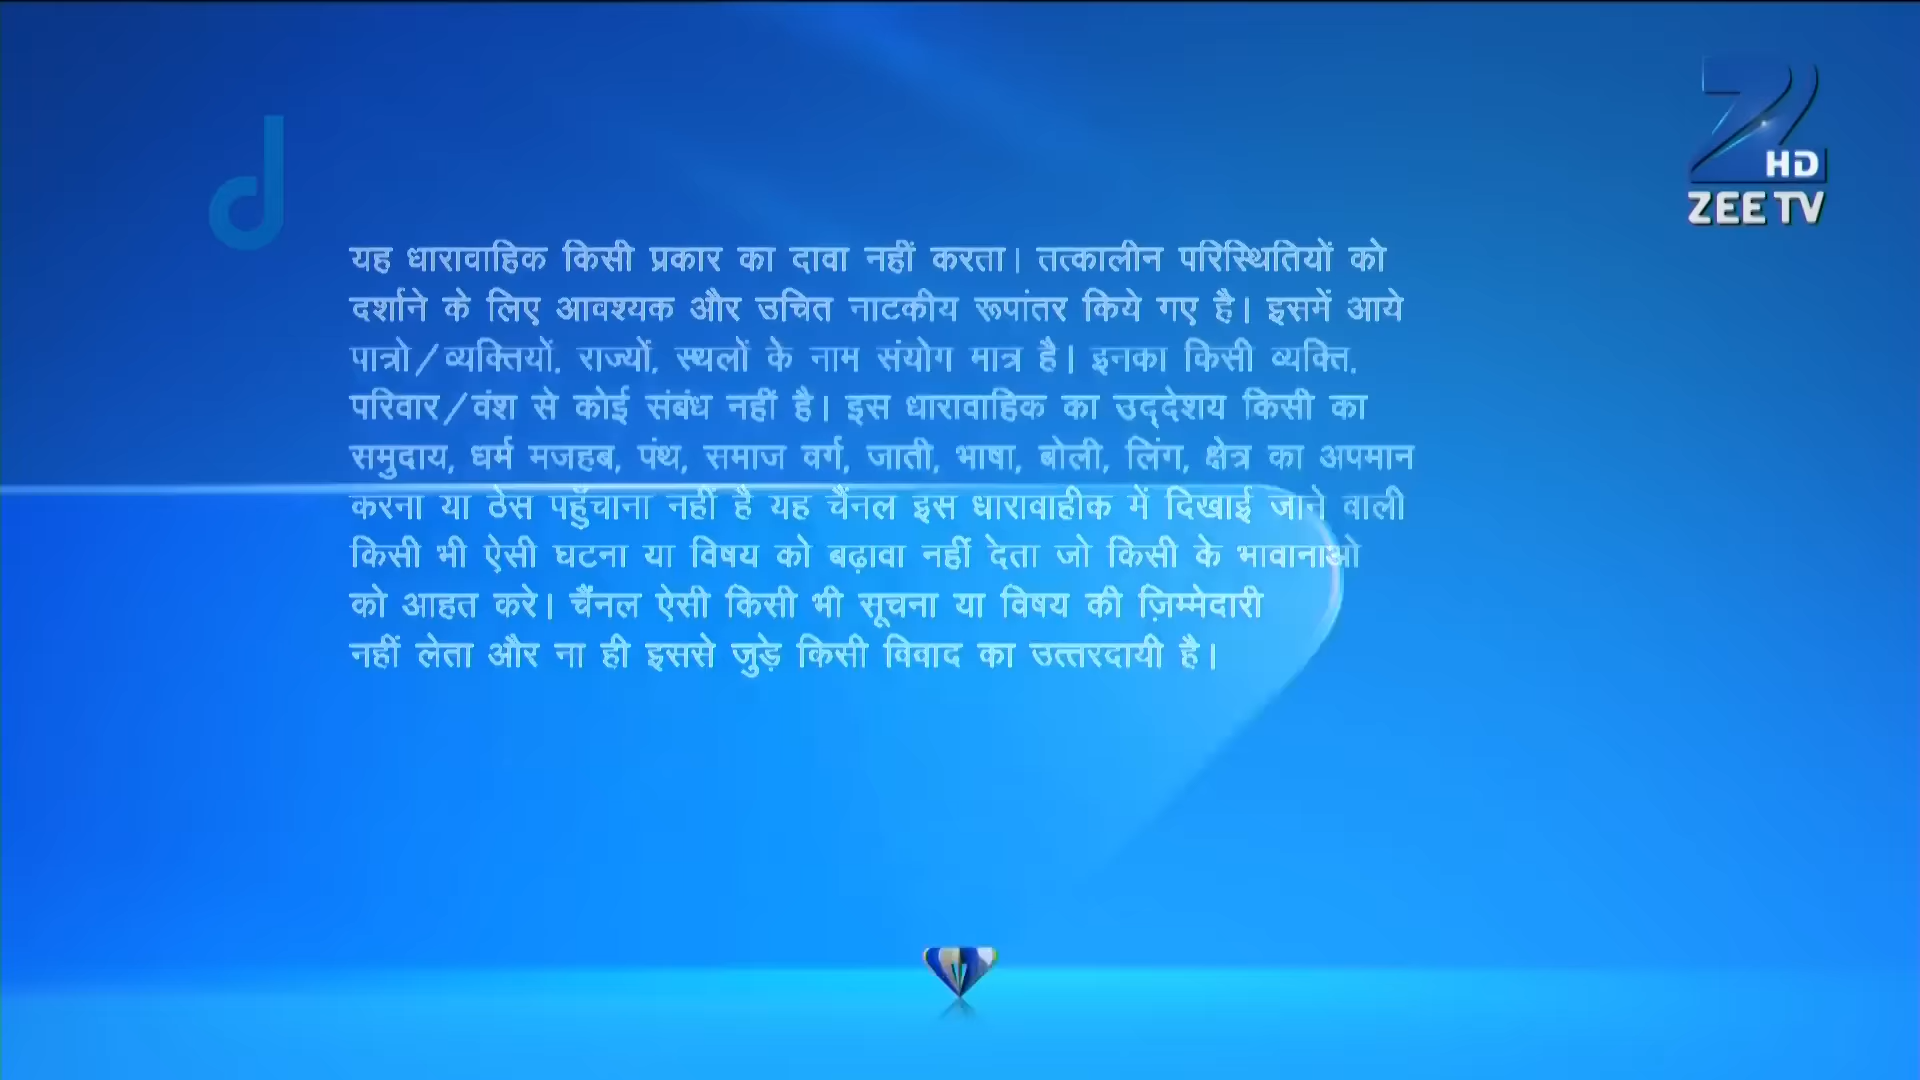 HD
ZEE TV
d
यह धारावाहिक किसी प्रकार का दावा नहीं करता। तत्कालीन परिस्थितियों को
दर्शाने के लिए आवश्यक और उचित नाटकीय रूपांतर किये गए है। इसमें आये
पात्रो/व्यक्तियों, राज्यों, स्थलों के नाम संयोग मात्र है। इनका किसी व्यक्ति,
परिवार/वंश से कोई संबंध नहीं है। इस धारावाहिक का उद्‌देशय किसी का
समुदाय, धर्म मजहब, पंथ, समाज वर्ग, जाती, भाषा, बोली, लिंग, क्षेत्र का अपमान
करना या ठेस पहुँचाना नहीं है यह चैंनल इस धारावाहीक में दिखाई जाने वाली
किसी भी ऐसी घटना या विषय को बढ़ावा नहीं देता जो किसी के भावानाओ
को आहत करे। चैंनल ऐसी किसी भी सूचना या विषय की ज़िम्मेदारी
नहीं लेता और ना ही इससे जुड़े किसी विवाद का उत्तरदायी है।